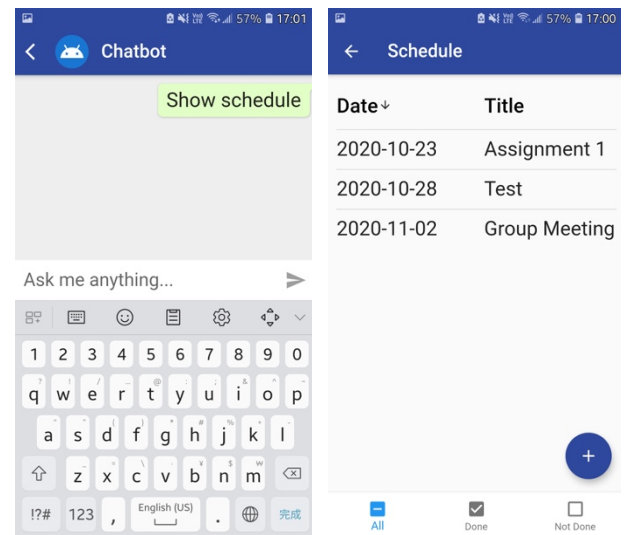 57% 17:01
Chatbot
Show schedule
Ask me anything...
1 2 3 4 5 6 7 8 9 0
q w e r t y u i o p
a s d f g h j k l
z x c v b n m
!?# 123 , English (US) . 完成
57% 17:00
Schedule
Date↓ Title
2020-10-23 Assignment 1
2020-10-28 Test
2020-11-02 Group Meeting
+
All Done Not Done